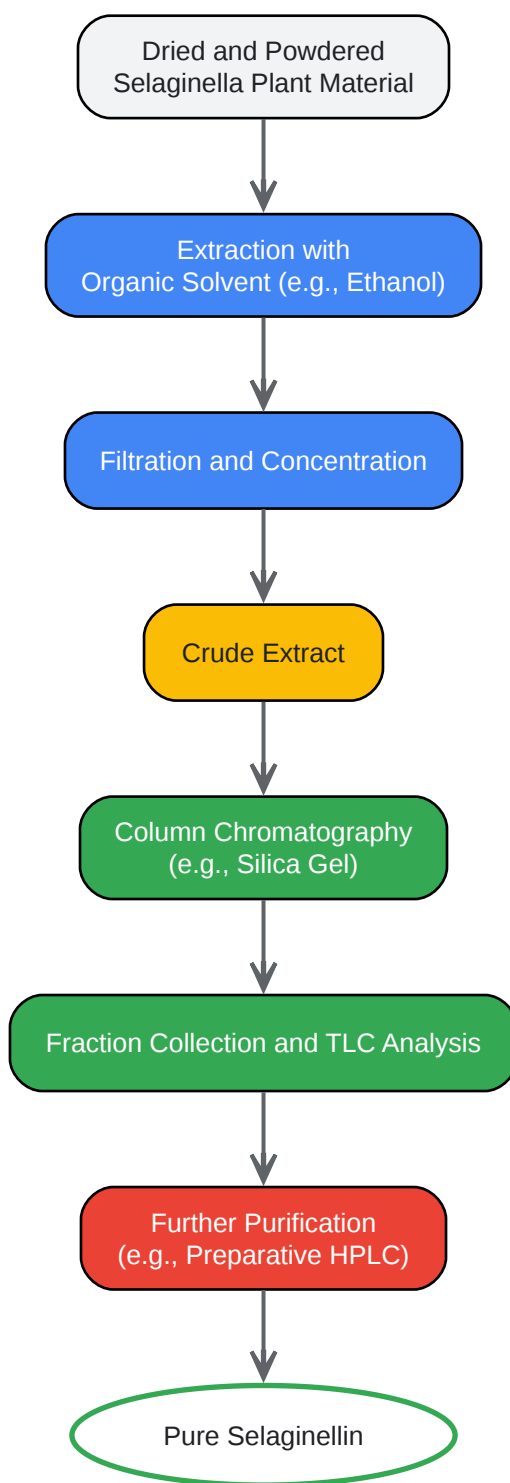 Dried and Powdered
Selaginella Plant Material
Extraction with
Organic Solvent (e.g., Ethanol)
Filtration and Concentration
Crude Extract
Column Chromatography
(e.g., Silica Gel)
Fraction Collection and TLC Analysis
Further Purification
(e.g., Preparative HPLC)
Pure Selaginellin